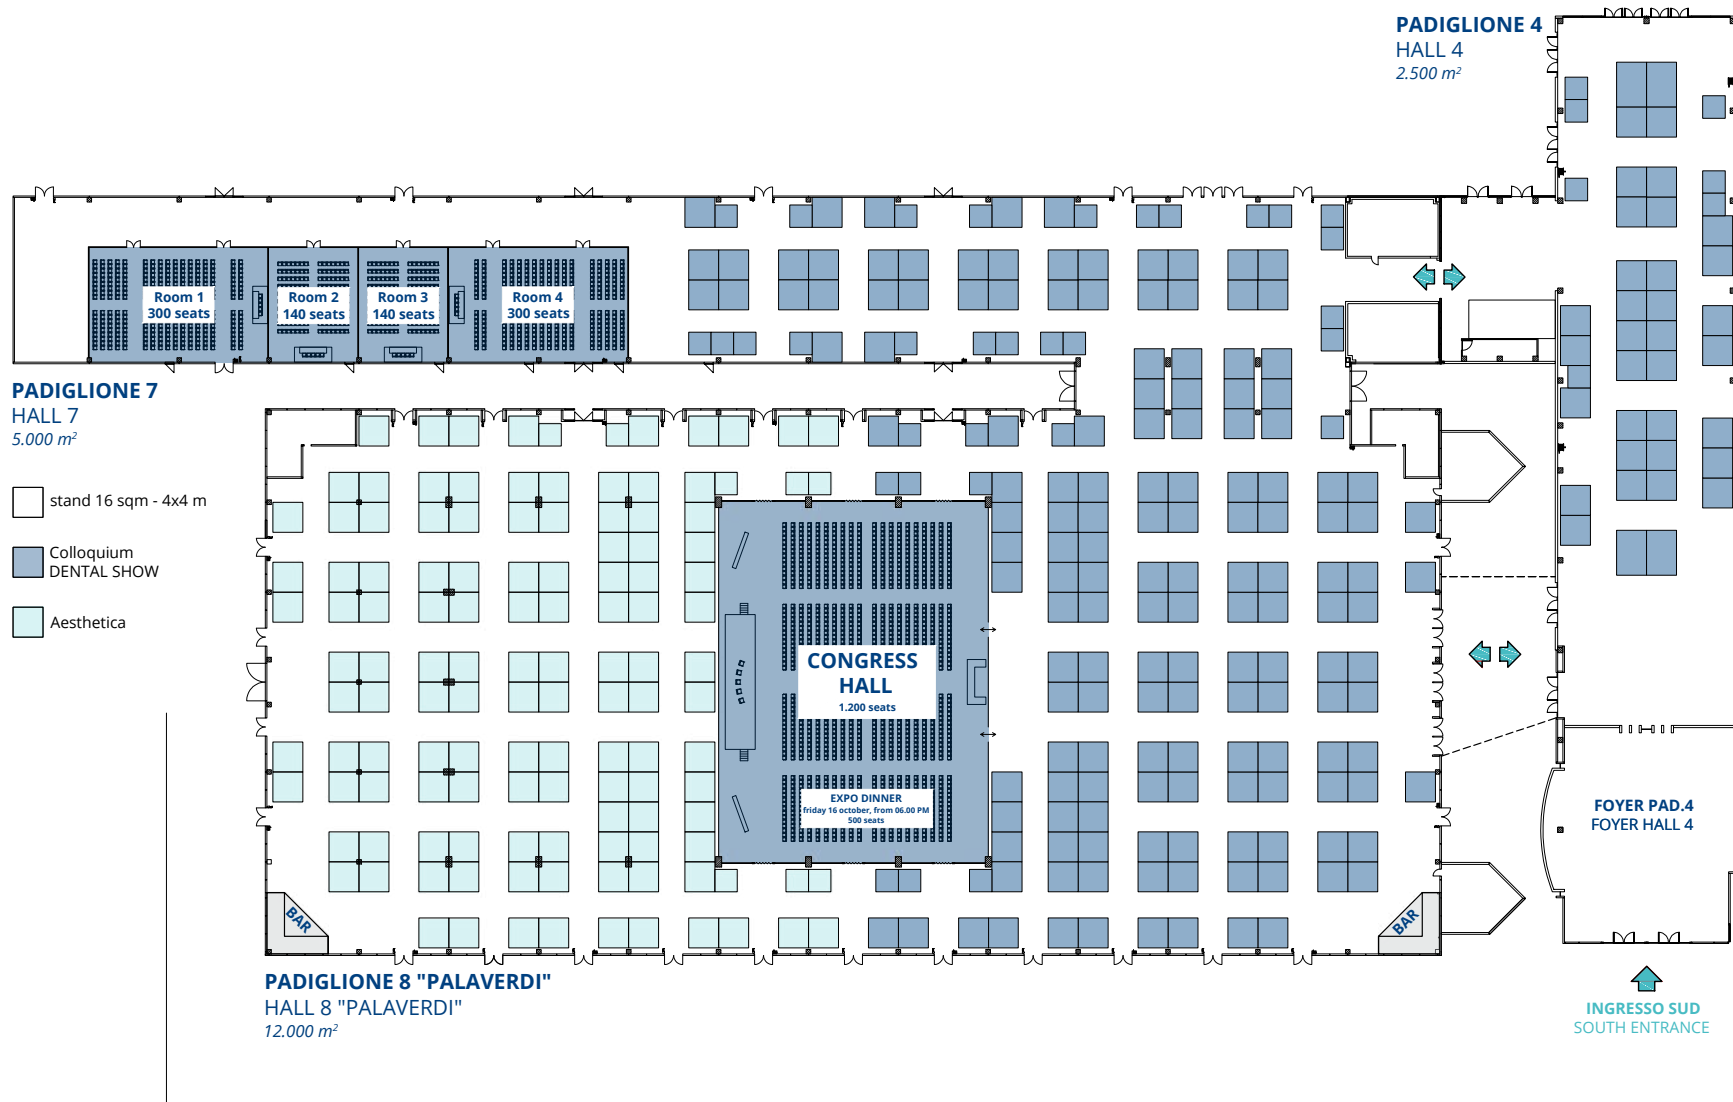 PADIGLIONE 4
HALL 4
2.500 m²
Room 1
300 seats
Room 2
140 seats
Room 3
140 seats
Room 4
300 seats
PADIGLIONE 7
HALL 7
5.000 m²
stand 16 sqm - 4x4 m
Colloquium
DENTAL SHOW
Aesthetica
CONGRESS
HALL
1.200 seats
EXPO DINNER
friday 16 october, from 06.00 PM
500 seats
FOYER PAD.4
FOYER HALL 4
BAR
BAR
PADIGLIONE 8 "PALAVERDI"
HALL 8 "PALAVERDI"
12.000 m²
INGRESSO SUD
SOUTH ENTRANCE